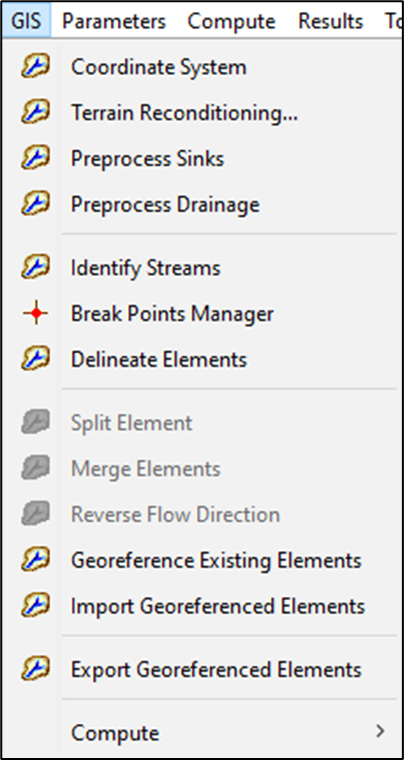 GIS Parameters Compute Results
Coordinate System
Terrain Reconditioning...
Preprocess Sinks
Preprocess Drainage
Identify Streams
Break Points Manager
Delineate Elements
Split Element
Merge Elements
Reverse Flow Direction
Georeference Existing Elements
Import Georeferenced Elements
Export Georeferenced Elements
Compute